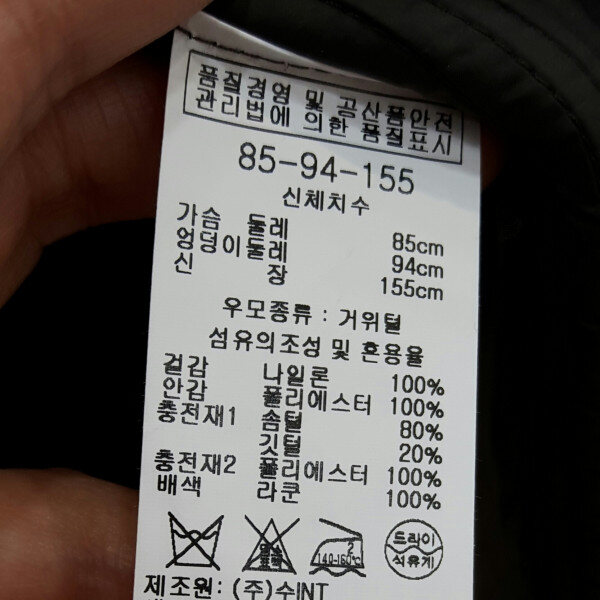 품질경영 및 공산품안전
관리법에 의한 품질표시
85-94-155
신체치수
가슴 둘레 85cm
엉덩이둘레 94cm
신 장 155cm
우모종류 : 거위털
섬유의조성 및 혼용율
겉감 나일론 100%
안감 폴리에스터 100%
충전재1 솜털 80%
깃털 20%
충전재2 폴리에스터 100%
배색 라쿤 100%
2
140-160℃
드라이
석유계
제조원: (주)수INT